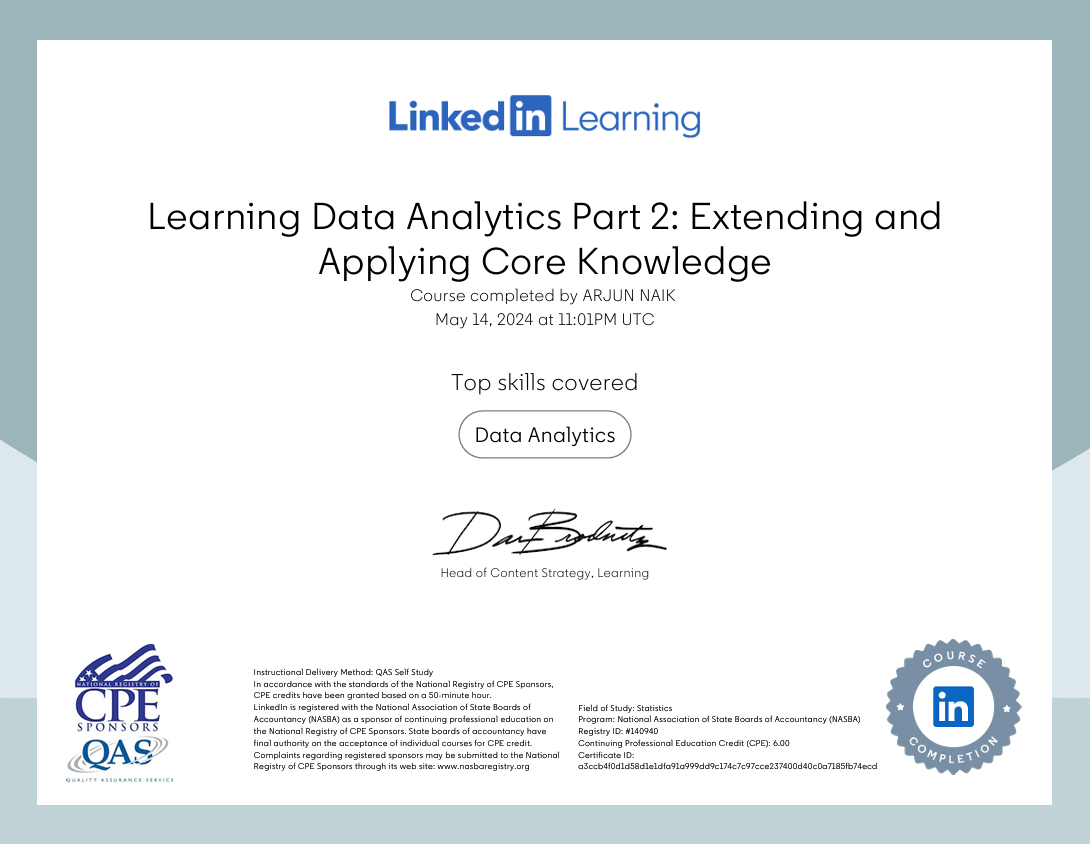 LinkedIn Learning
Learning Data Analytics Part 2: Extending and
Applying Core Knowledge
Course completed by ARJUN NAIK
May 14, 2024 at 11:01PM UTC
Top skills covered
Data Analytics
Dan Brodnitz
Head of Content Strategy, Learning
NATIONAL REGISTRY OF
CPE
SPONSORS
QAS
QUALITY ASSURANCE SERVICE
Instructional Delivery Method: QAS Self Study
In accordance with the standards of the National Registry of CPE Sponsors,
CPE credits have been granted based on a 50-minute hour.
LinkedIn is registered with the National Association of State Boards of
Accountancy (NASBA) as a sponsor of continuing professional education on
the National Registry of CPE Sponsors. State boards of accountancy have
final authority on the acceptance of individual courses for CPE credit.
Complaints regarding registered sponsors may be submitted to the National
Registry of CPE Sponsors through its web site: www.nasbaregistry.org
Field of Study: Statistics
Program: National Association of State Boards of Accountancy (NASBA)
Registry ID: #140940
Continuing Professional Education Credit (CPE): 6.00
Certificate ID:
a3ccb4f0d1d58d1e1dfa91a999dd9c174c7c97cce237400d40c0a7185fb74ecd
COURSE
in
COMPLETION